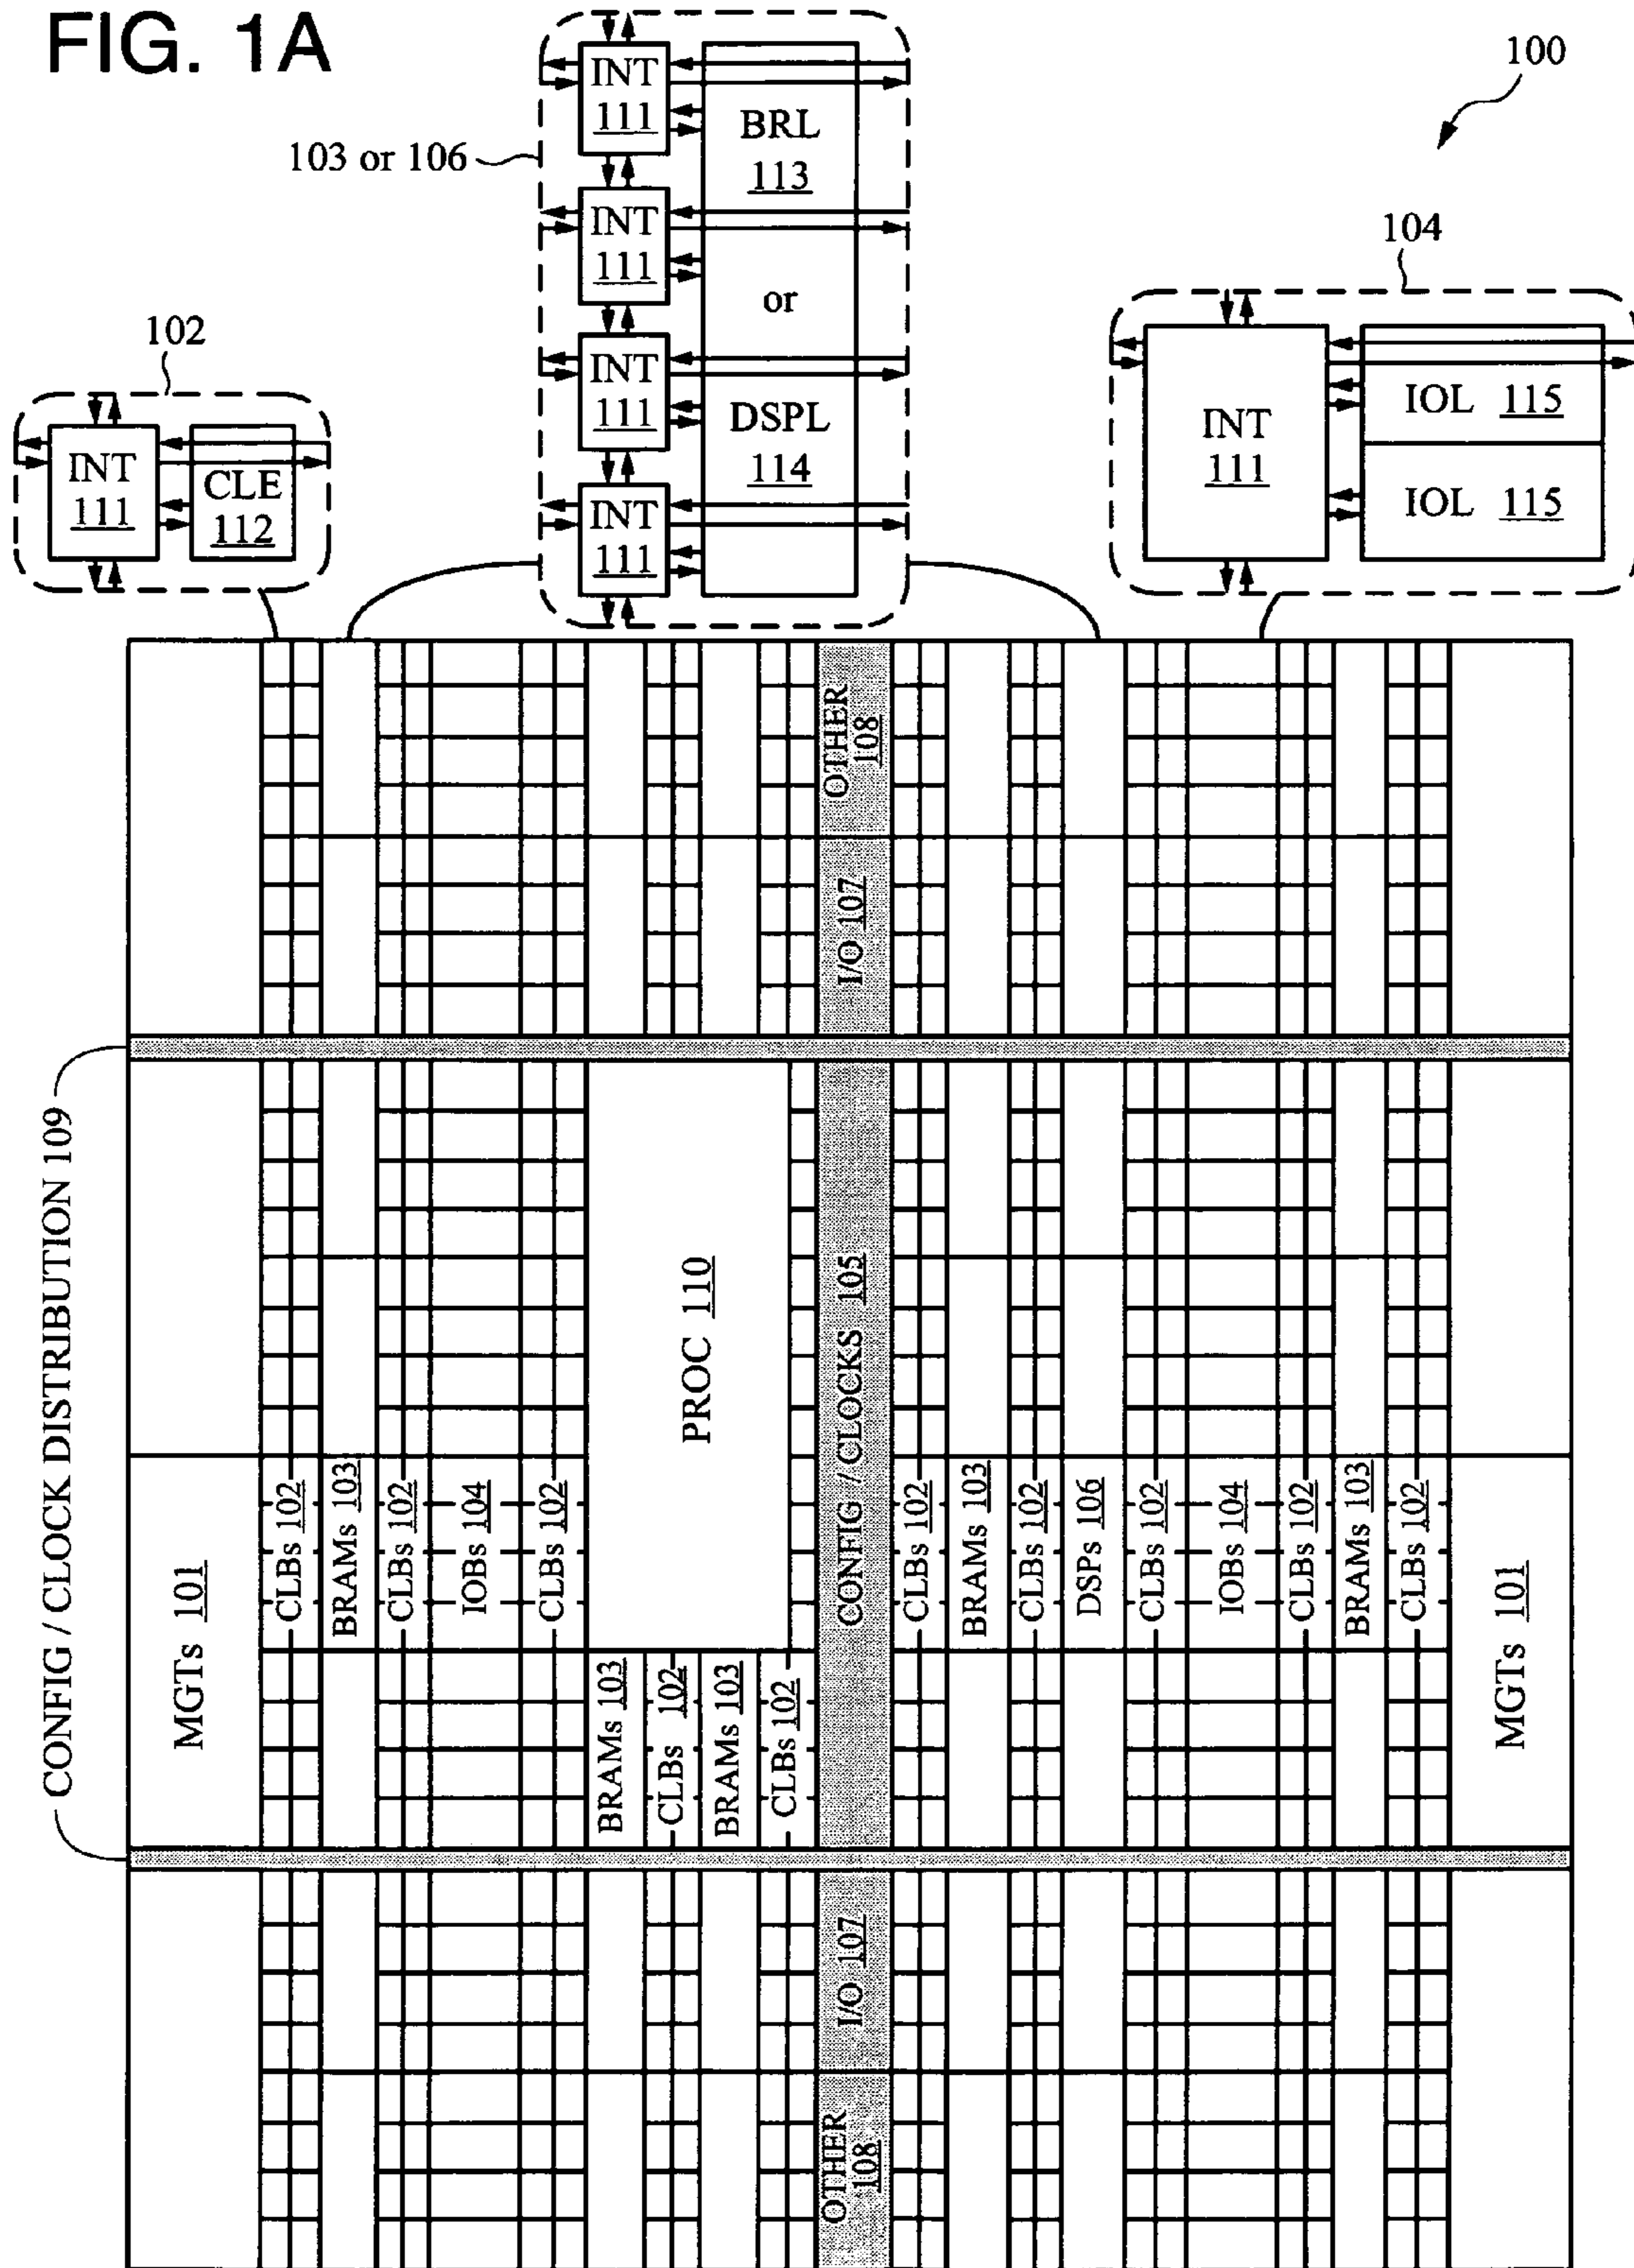 FIG. 1A
100
103 or 106
INT
111
INT
111
INT
111
INT
111
BRL
113
or
DSPL
114
104
INT
111
IOL 115
IOL 115
102
INT
111
CLE
112
OTHER
108
I/O 107
CONFIG / CLOCK DISTRIBUTION 109
PROC 110
CONFIG / CLOCKS 105
MGTs 101
CLBs 102
BRAMs 103
CLBs 102
IOBs 104
CLBs 102
BRAMs 103
CLBs 102
BRAMs 103
CLBs 102
CLBs 102
BRAMs 103
CLBs 102
DSPs 106
CLBs 102
IOBs 104
CLBs 102
BRAMs 103
CLBs 102
MGTs 101
I/O 107
OTHER
108